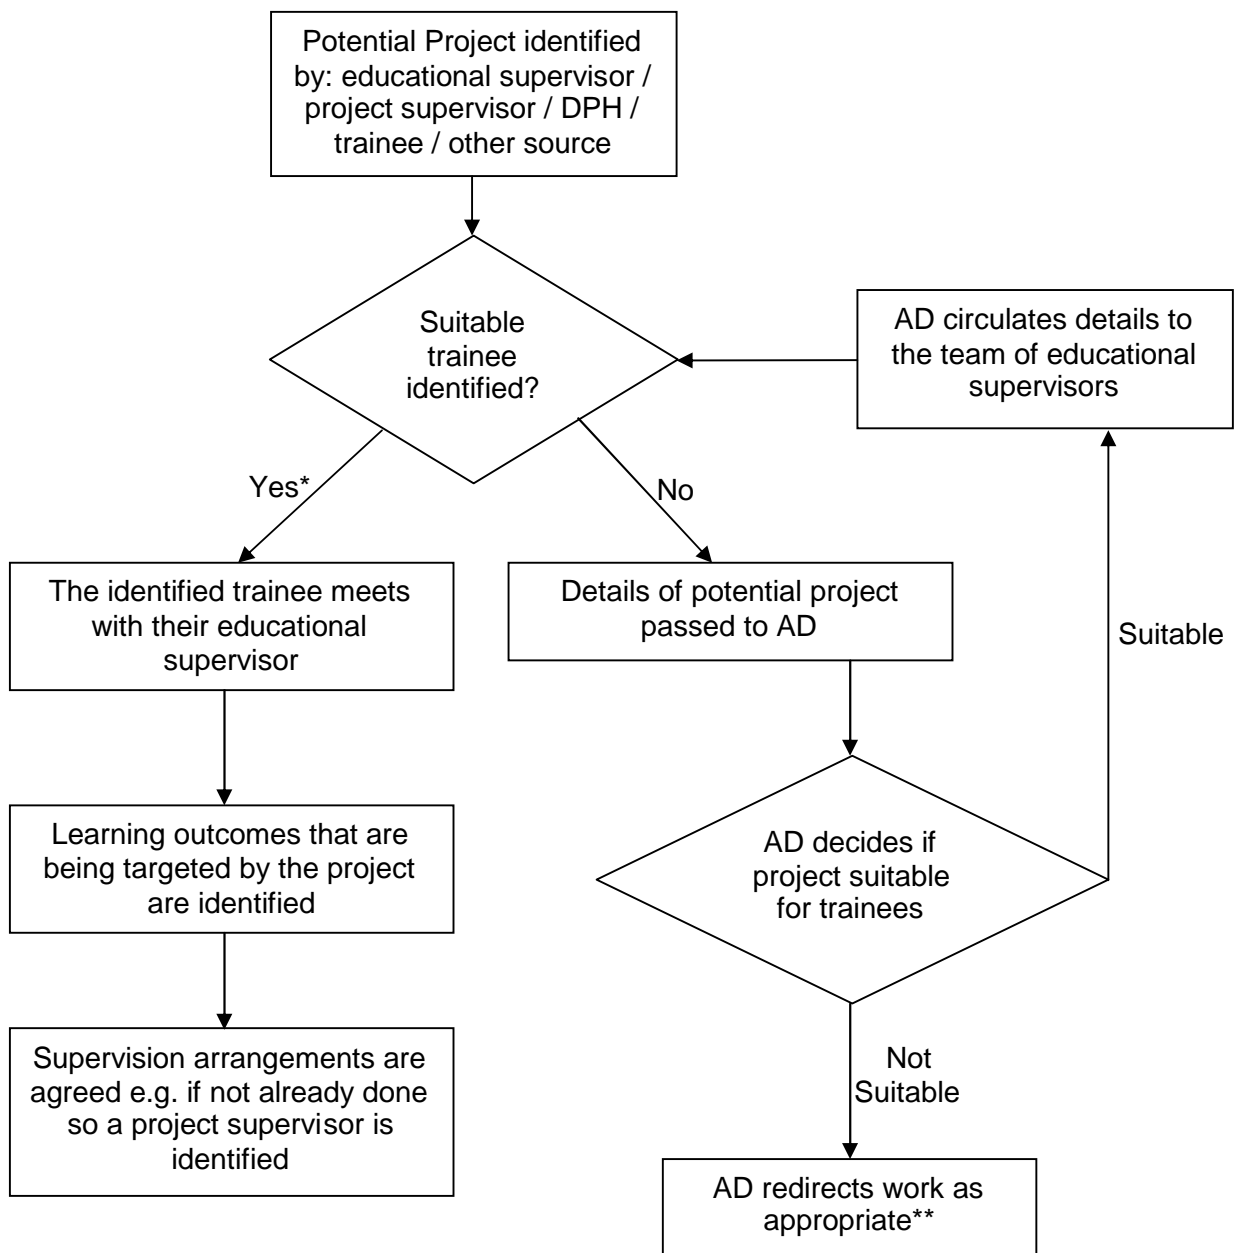 Potential Project identified
by: educational supervisor /
project supervisor / DPH /
trainee / other source
Suitable
trainee
identified?
AD circulates details to
the team of educational
supervisors
Yes*
No
The identified trainee meets
with their educational
supervisor
Details of potential project
passed to AD
Suitable
Learning outcomes that are
being targeted by the project
are identified
AD decides if
project suitable
for trainees
Supervision arrangements are
agreed e.g. if not already done
so a project supervisor is
identified
Not
Suitable
AD redirects work as
appropriate**